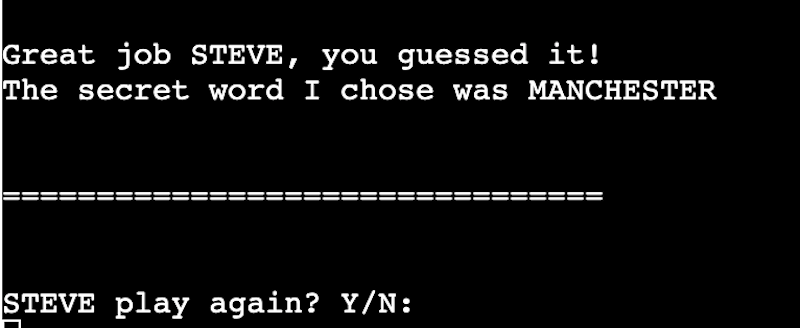 Great job STEVE, you guessed it!
The secret word I chose was MANCHESTER
================================
STEVE play again? Y/N: